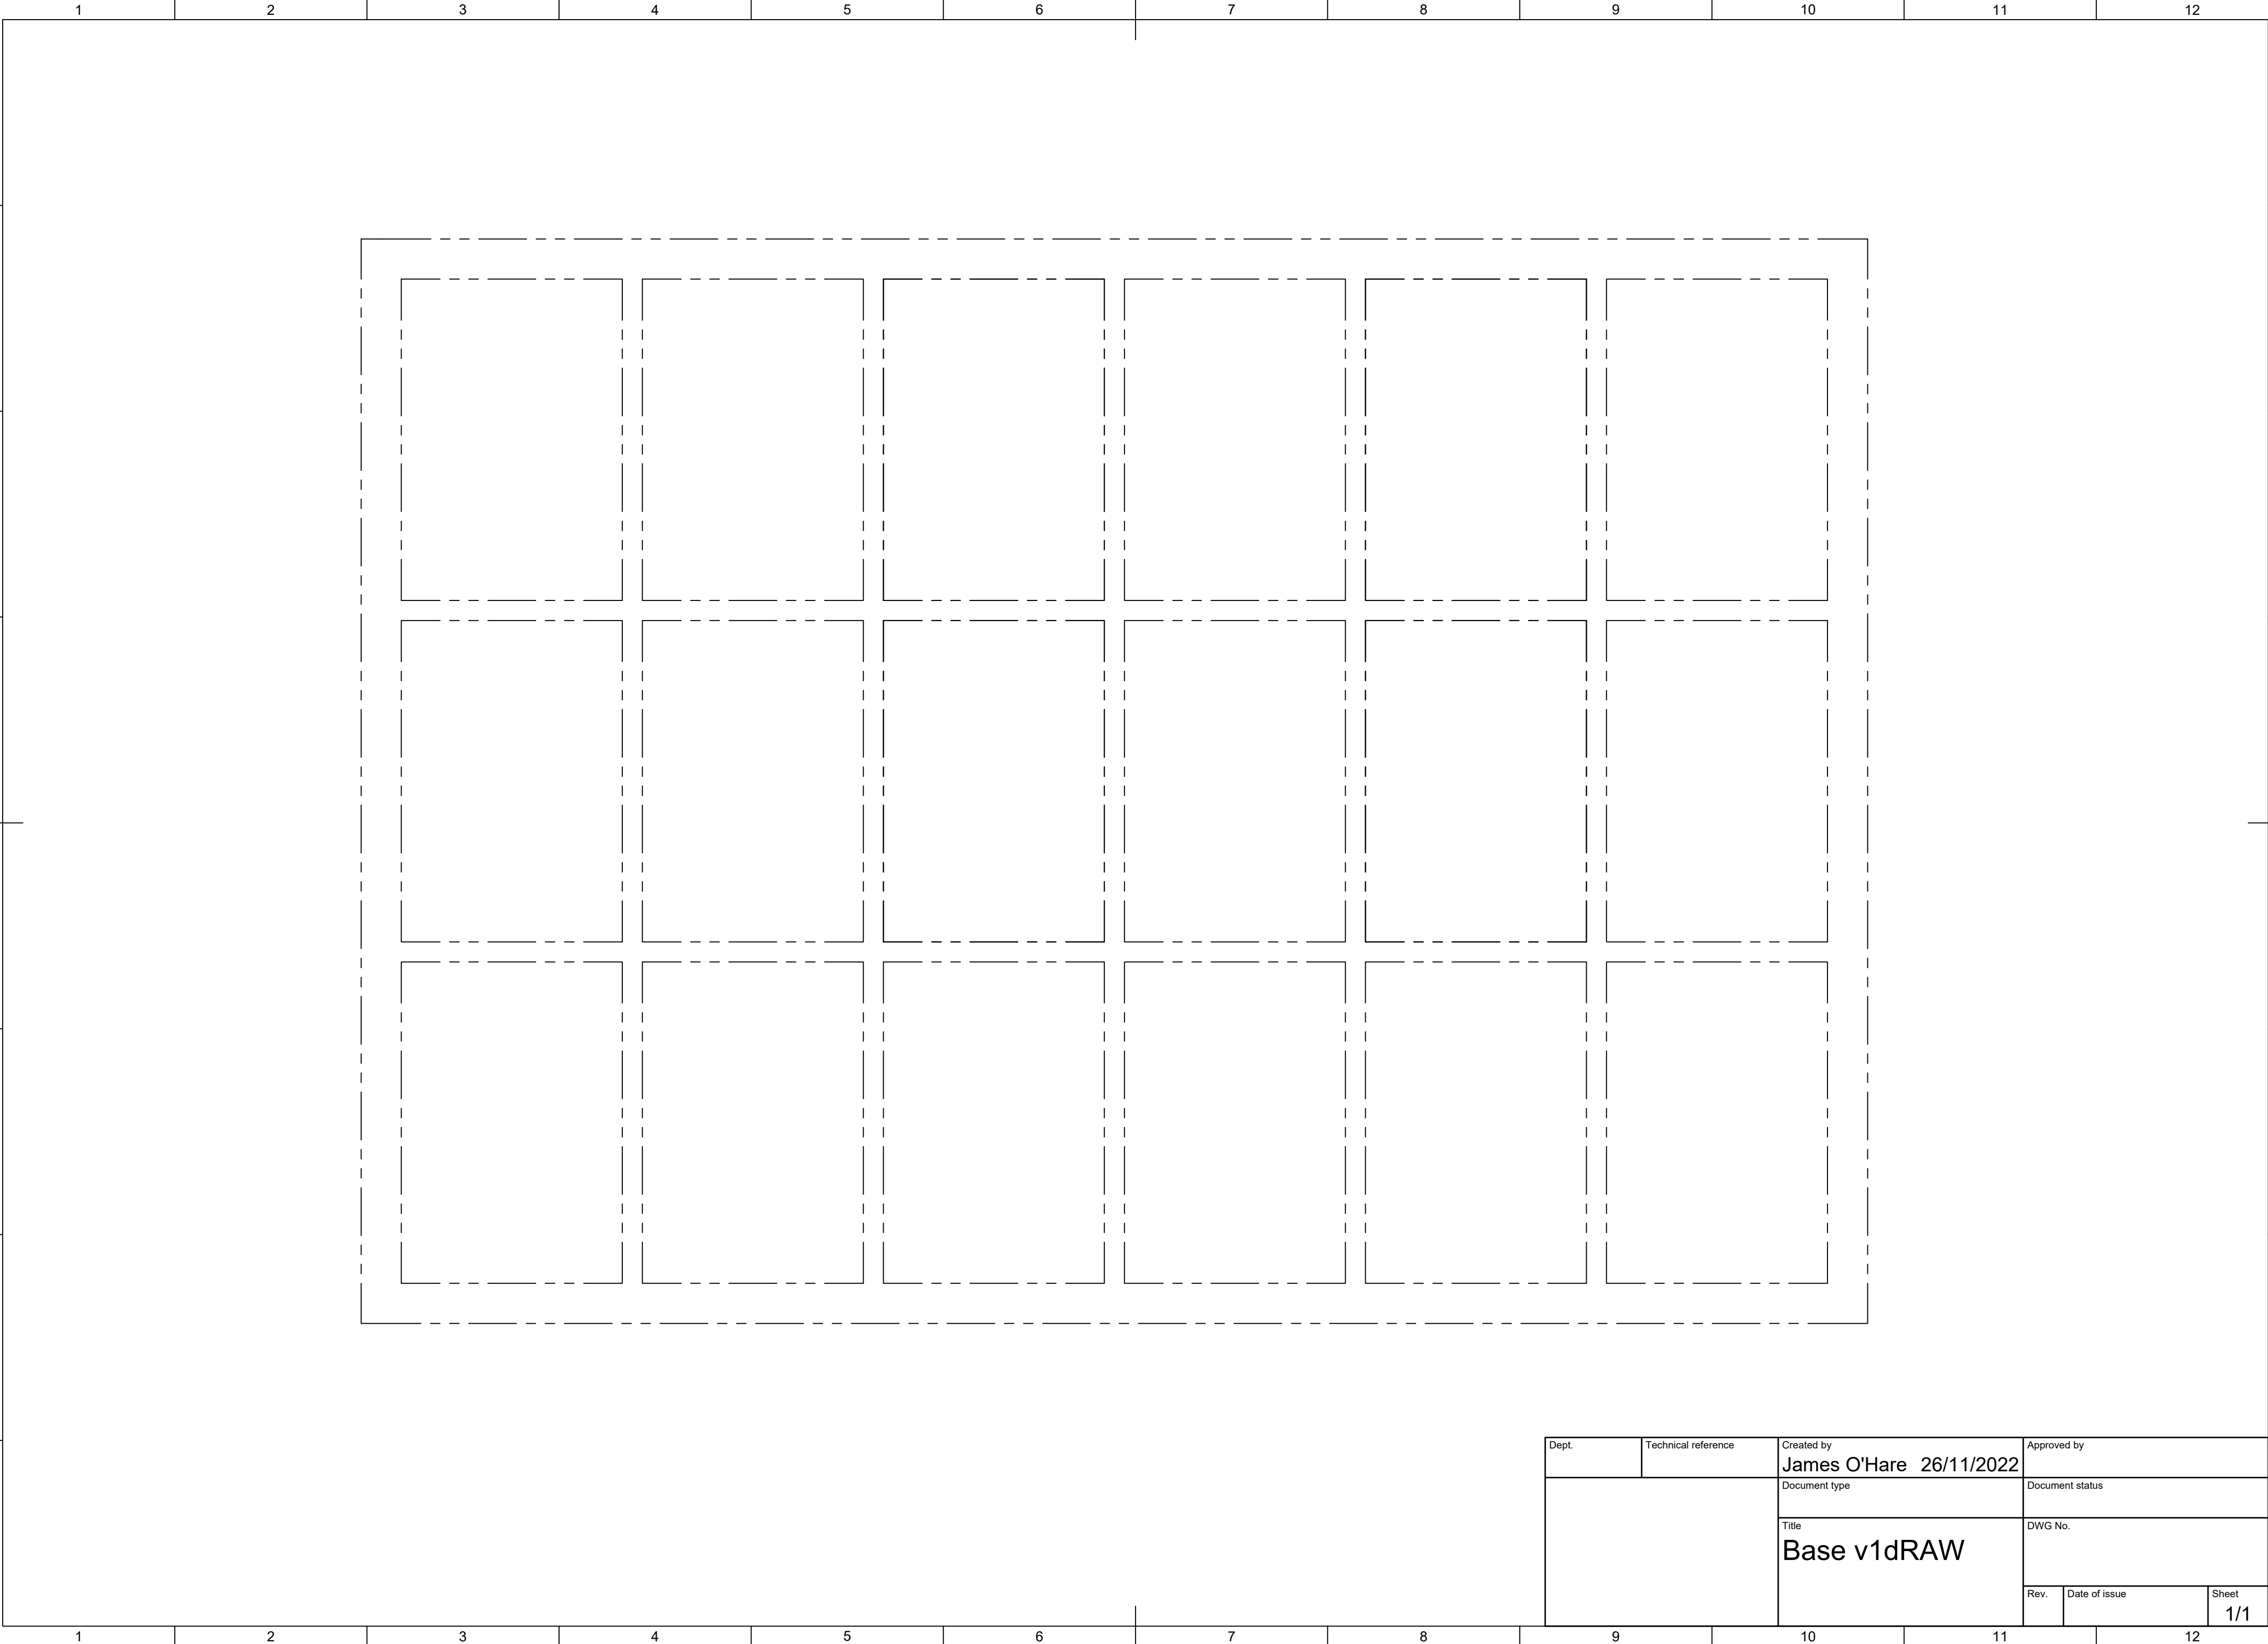 1 2 3 4 5 6 7 8 9 10 11 12
Dept. Technical reference Created by Approved by
James O'Hare 26/11/2022
Document type Document status
Title DWG No.
Base v1dRAW
Rev. Date of issue Sheet
1/1
1 2 3 4 5 6 7 8 9 10 11 12